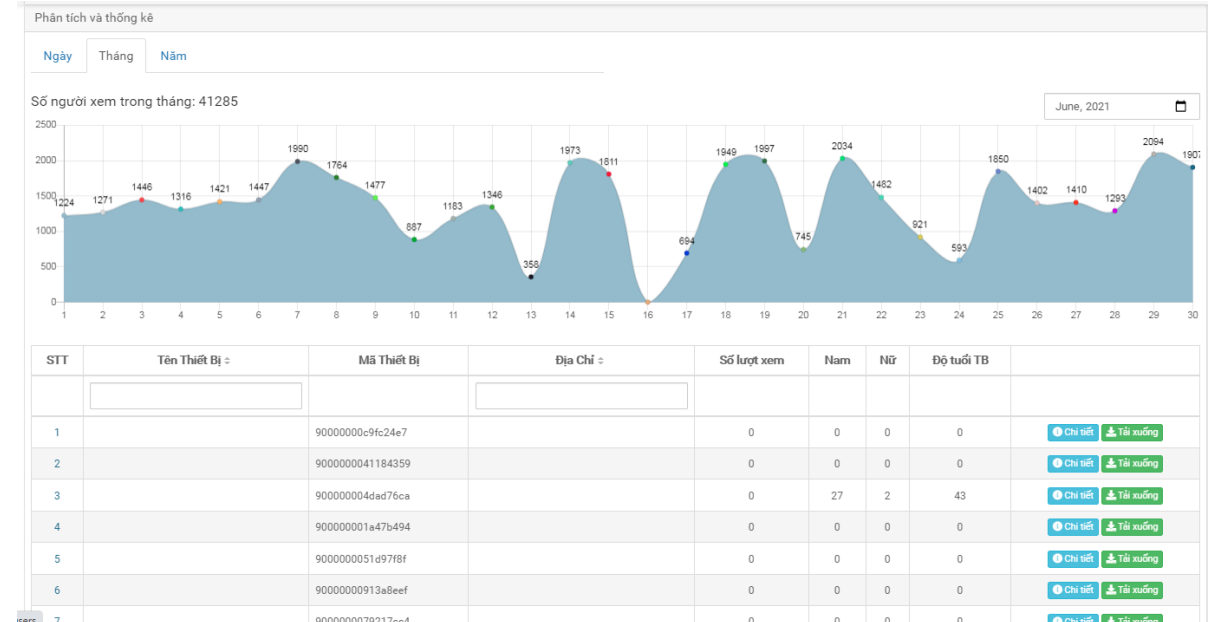 Phân tích và thống kê
Ngày Tháng Năm
Số người xem trong tháng: 41285
June, 2021
2500
2000
1500
1000
500
0
1224 1271 1446 1316 1421 1447 1990 1764 1477 887 1183 1346 358 1973 1811 694 1949 1997 745 2034 1482 921 593 1850 1402 1410 1293 2094 1907
1 2 3 4 5 6 7 8 9 10 11 12 13 14 15 16 17 18 19 20 21 22 23 24 25 26 27 28 29 30
STT Tên Thiết Bị Mã Thiết Bị Địa Chỉ Số lượt xem Nam Nữ Độ tuổi TB
1 90000000c9fc24e7 0 0 0 0 Chi tiết Tải xuống
2 9000000041184359 0 0 0 0 Chi tiết Tải xuống
3 900000004dad76ca 0 27 2 43 Chi tiết Tải xuống
4 900000001a47b494 0 0 0 0 Chi tiết Tải xuống
5 9000000051d97f8f 0 0 0 0 Chi tiết Tải xuống
6 90000000913a8eef 0 0 0 0 Chi tiết Tải xuống
7 0 0 0 0 Chi tiết Tải xuống